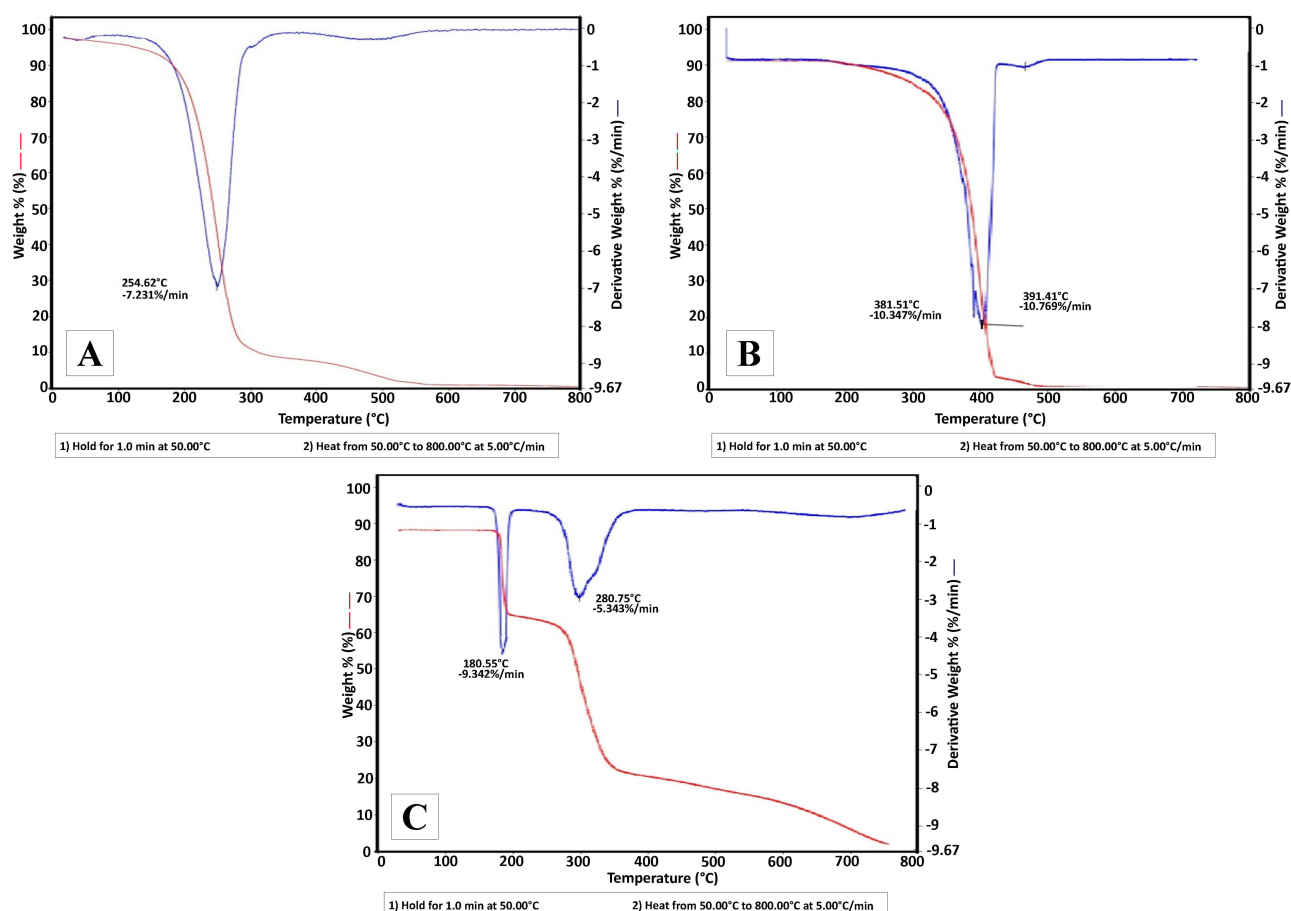 100
90
80
70
60
50
40
30
20
10
0
Weight % (%)
0
-1
-2
-3
-4
-5
-6
-7
-8
-9
-9.67
Derivative Weight % (%/min)
254.62°C
-7.231%/min
A
0 100 200 300 400 500 600 700 800
Temperature (°C)
1) Hold for 1.0 min at 50.00°C 2) Heat from 50.00°C to 800.00°C at 5.00°C/min
100
90
80
70
60
50
40
30
20
10
0
Weight % (%)
0
-1
-2
-3
-4
-5
-6
-7
-8
-9
-9.67
Derivative Weight % (%/min)
381.51°C
-10.347%/min
391.41°C
-10.769%/min
B
0 100 200 300 400 500 600 700 800
Temperature (°C)
1) Hold for 1.0 min at 50.00°C 2) Heat from 50.00°C to 800.00°C at 5.00°C/min
100
90
80
70
60
50
40
30
20
10
0
Weight % (%)
0
-1
-2
-3
-4
-5
-6
-7
-8
-9
-9.67
Derivative Weight % (%/min)
180.55°C
-9.342%/min
280.75°C
-5.343%/min
C
0 100 200 300 400 500 600 700 800
Temperature (°C)
1) Hold for 1.0 min at 50.00°C 2) Heat from 50.00°C to 800.00°C at 5.00°C/min